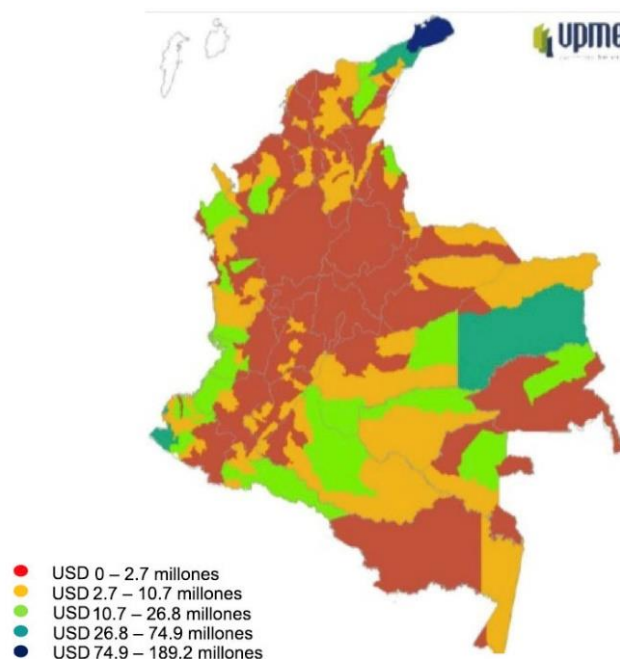 upme
USD 0 – 2.7 millones
USD 2.7 – 10.7 millones
USD 10.7 – 26.8 millones
USD 26.8 – 74.9 millones
USD 74.9 – 189.2 millones